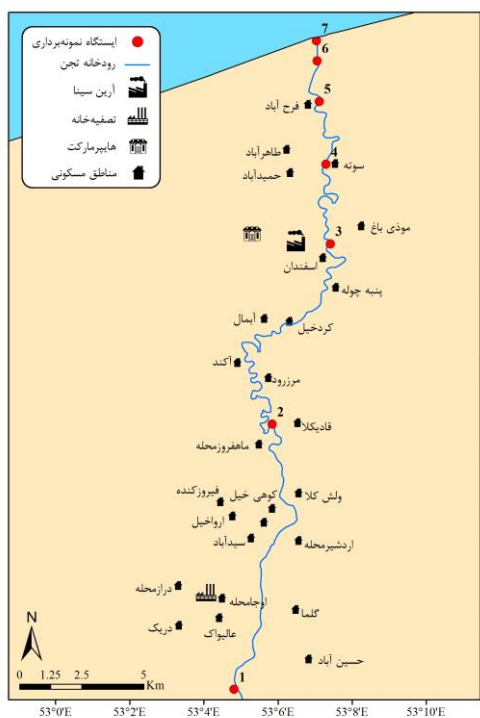 7
ایستگاه نمونه‌برداری
6
رودخانه تجن
5
آرین سینا
فرح آباد
تصفیه‌خانه
هایپرمارکت
طاهرآباد
4
سوته
مناطق مسکونی
حمیدآباد
موذی باغ
3
اسفندان
پنبه چوله
آبمال
کردخیل
آکند
مرزرود
2
قادیکلا
ماهفروزمحله
فیروزکنده
ولش کلا
کوهی خیل
ارواخیل
سیدآباد
اردشیرمحله
درازمحله
اوجامحله
گلما
عالیواک
دریک
N
حسین آباد
1
0 1.25 2.5 5
Km
53°0'E 53°2'E 53°4'E 53°6'E 53°8'E 53°10'E